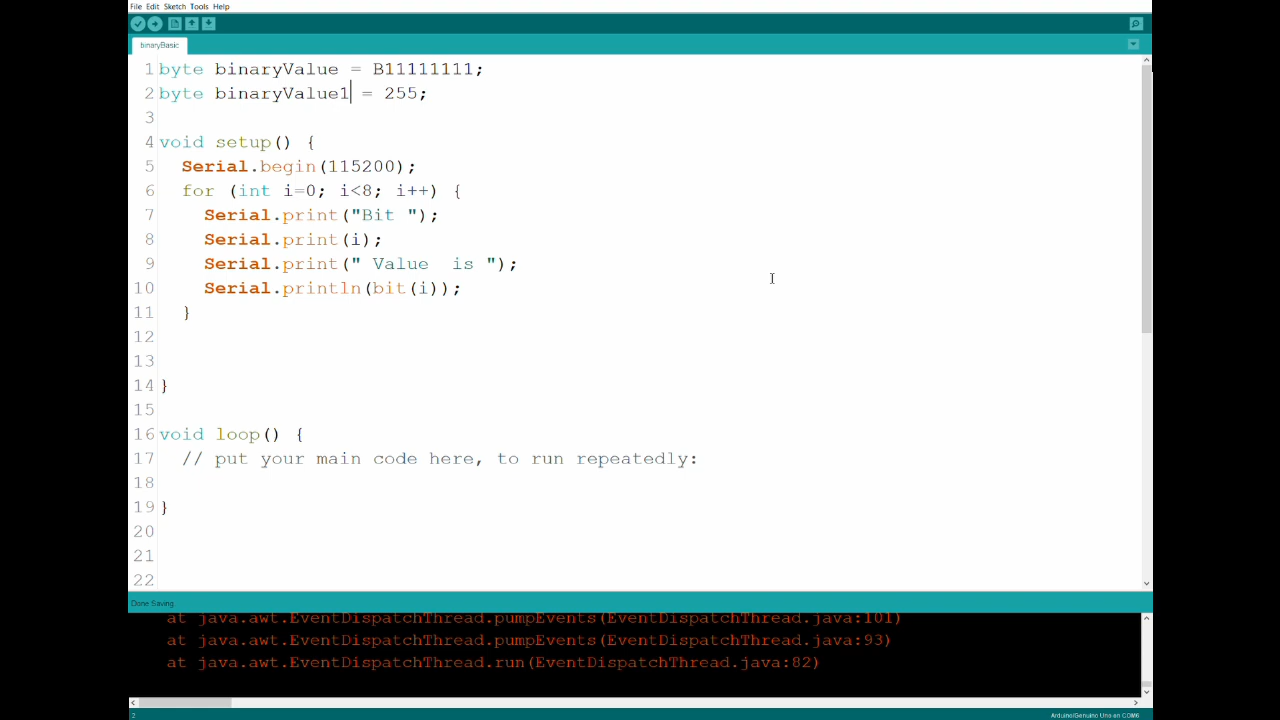 File Edit Sketch Tools Help
binaryBasic
1 byte binaryValue = B11111111;
2 byte binaryValue1 = 255;
3
4 void setup() {
5   Serial.begin(115200);
6   for (int i=0; i<8; i++) {
7     Serial.print("Bit ");
8     Serial.print(i);
9     Serial.print(" Value  is ");
10     Serial.println(bit(i));
11   }
12
13
14 }
15
16 void loop() {
17   // put your main code here, to run repeatedly:
18
19 }
20
21
22
Done Saving.
at java.awt.EventDispatchThread.pumpEvents(EventDispatchThread.java:101)
at java.awt.EventDispatchThread.pumpEvents(EventDispatchThread.java:93)
at java.awt.EventDispatchThread.run(EventDispatchThread.java:82)
2 Arduino/Genuino Uno en COM6